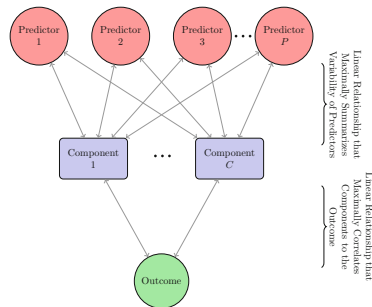 Predictor
1
Predictor
2
Predictor
3
Predictor
P
Linear Relationship that
Maximally Summarizes
Variability of Predictors
Component
1
Component
C
Linear Relationship that
Maximally Correlates
Components to the
Outcome
Outcome